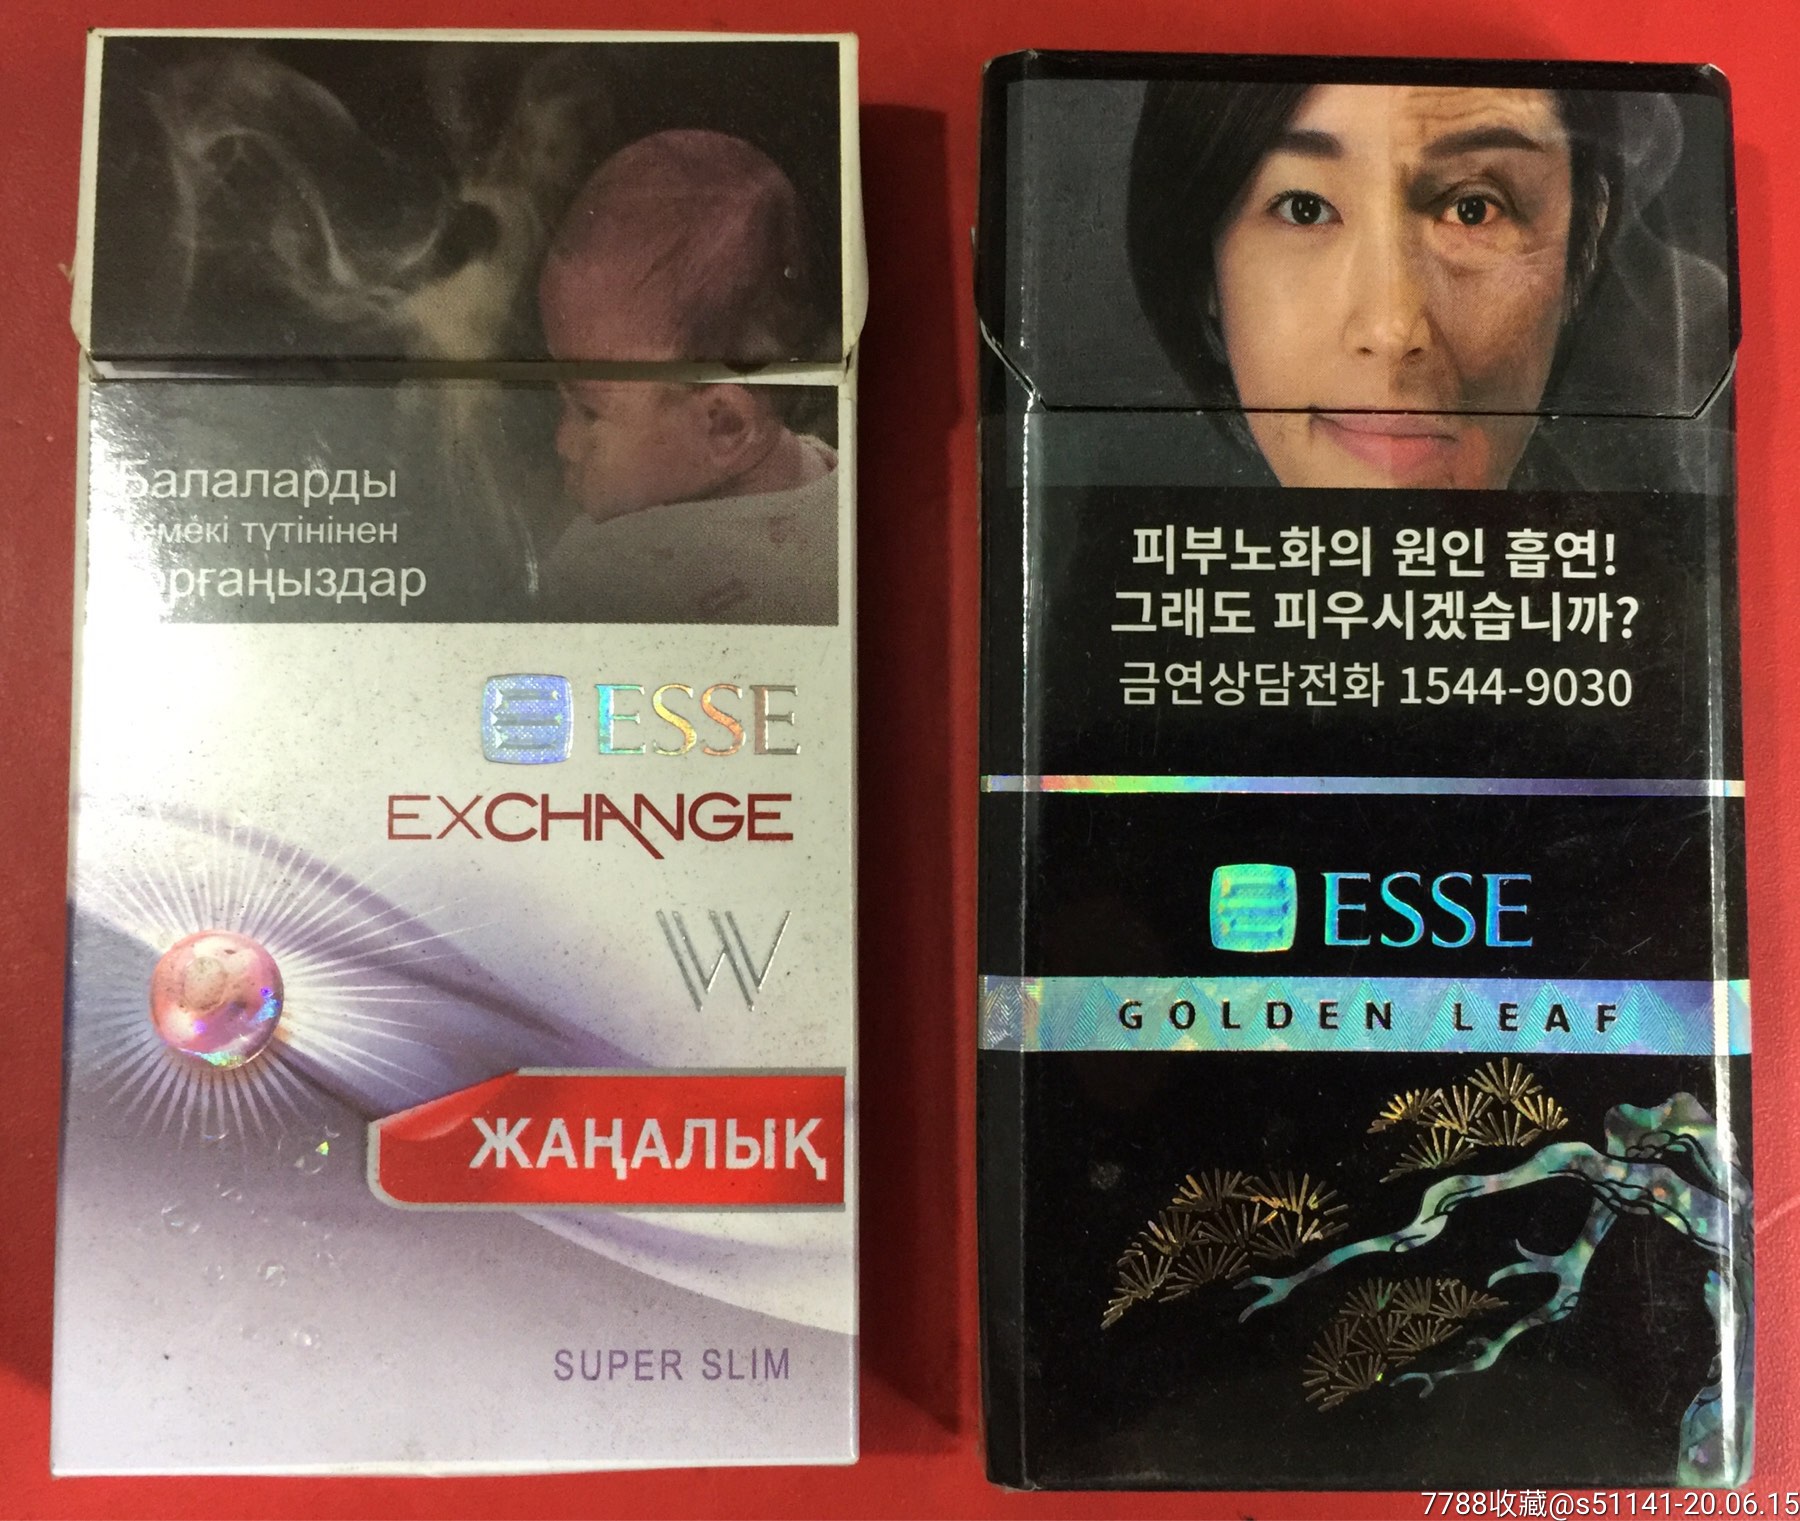 Балаларды
түтінінен
ESSE
EXCHANGE
W
ЖАҢАЛЫҚ
SUPER SLIM
피부노화의 원인 흡연!
그래도 피우시겠습니까?
금연상담전화 1544-9030
ESSE
GOLDEN LEAF
7788收藏@s51141-20.06.15